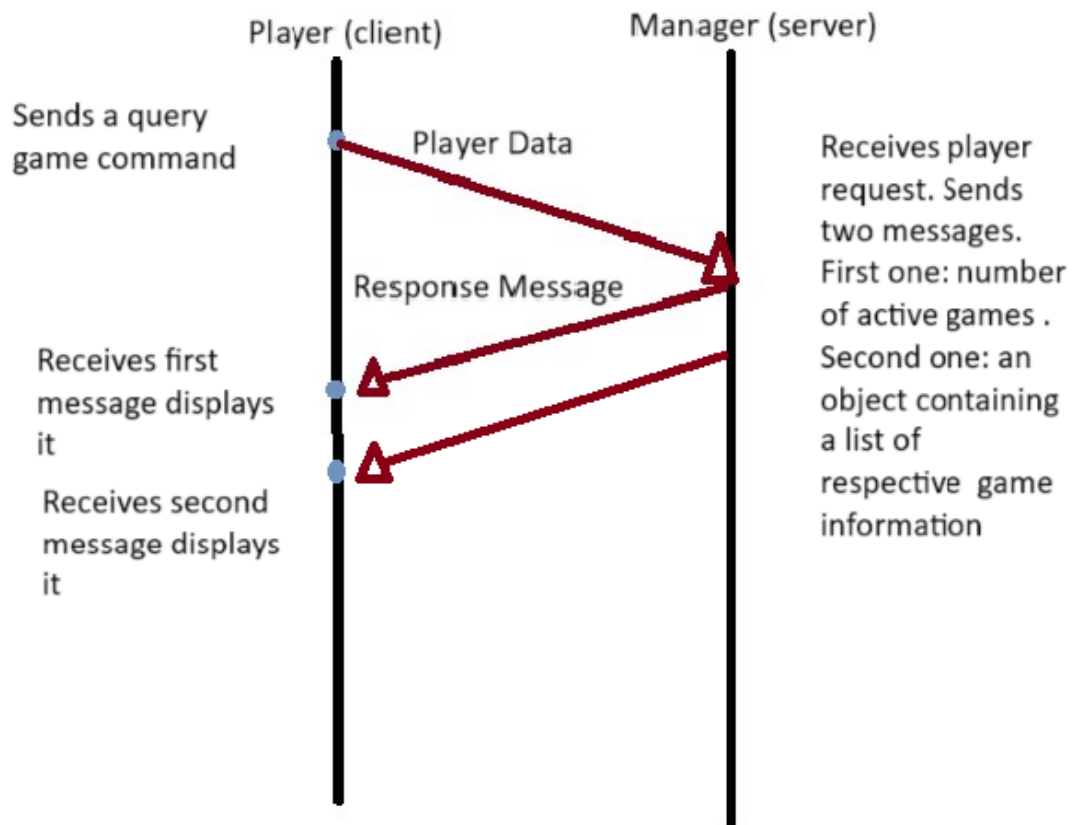 Player (client)
Manager (server)
Sends a query
game command
Player Data
Receives player
request. Sends
two messages.
First one: number
of active games .
Second one: an
object containing
a list of
respective  game
information
Response Message
Receives first
message displays
it
Receives second
message displays
it